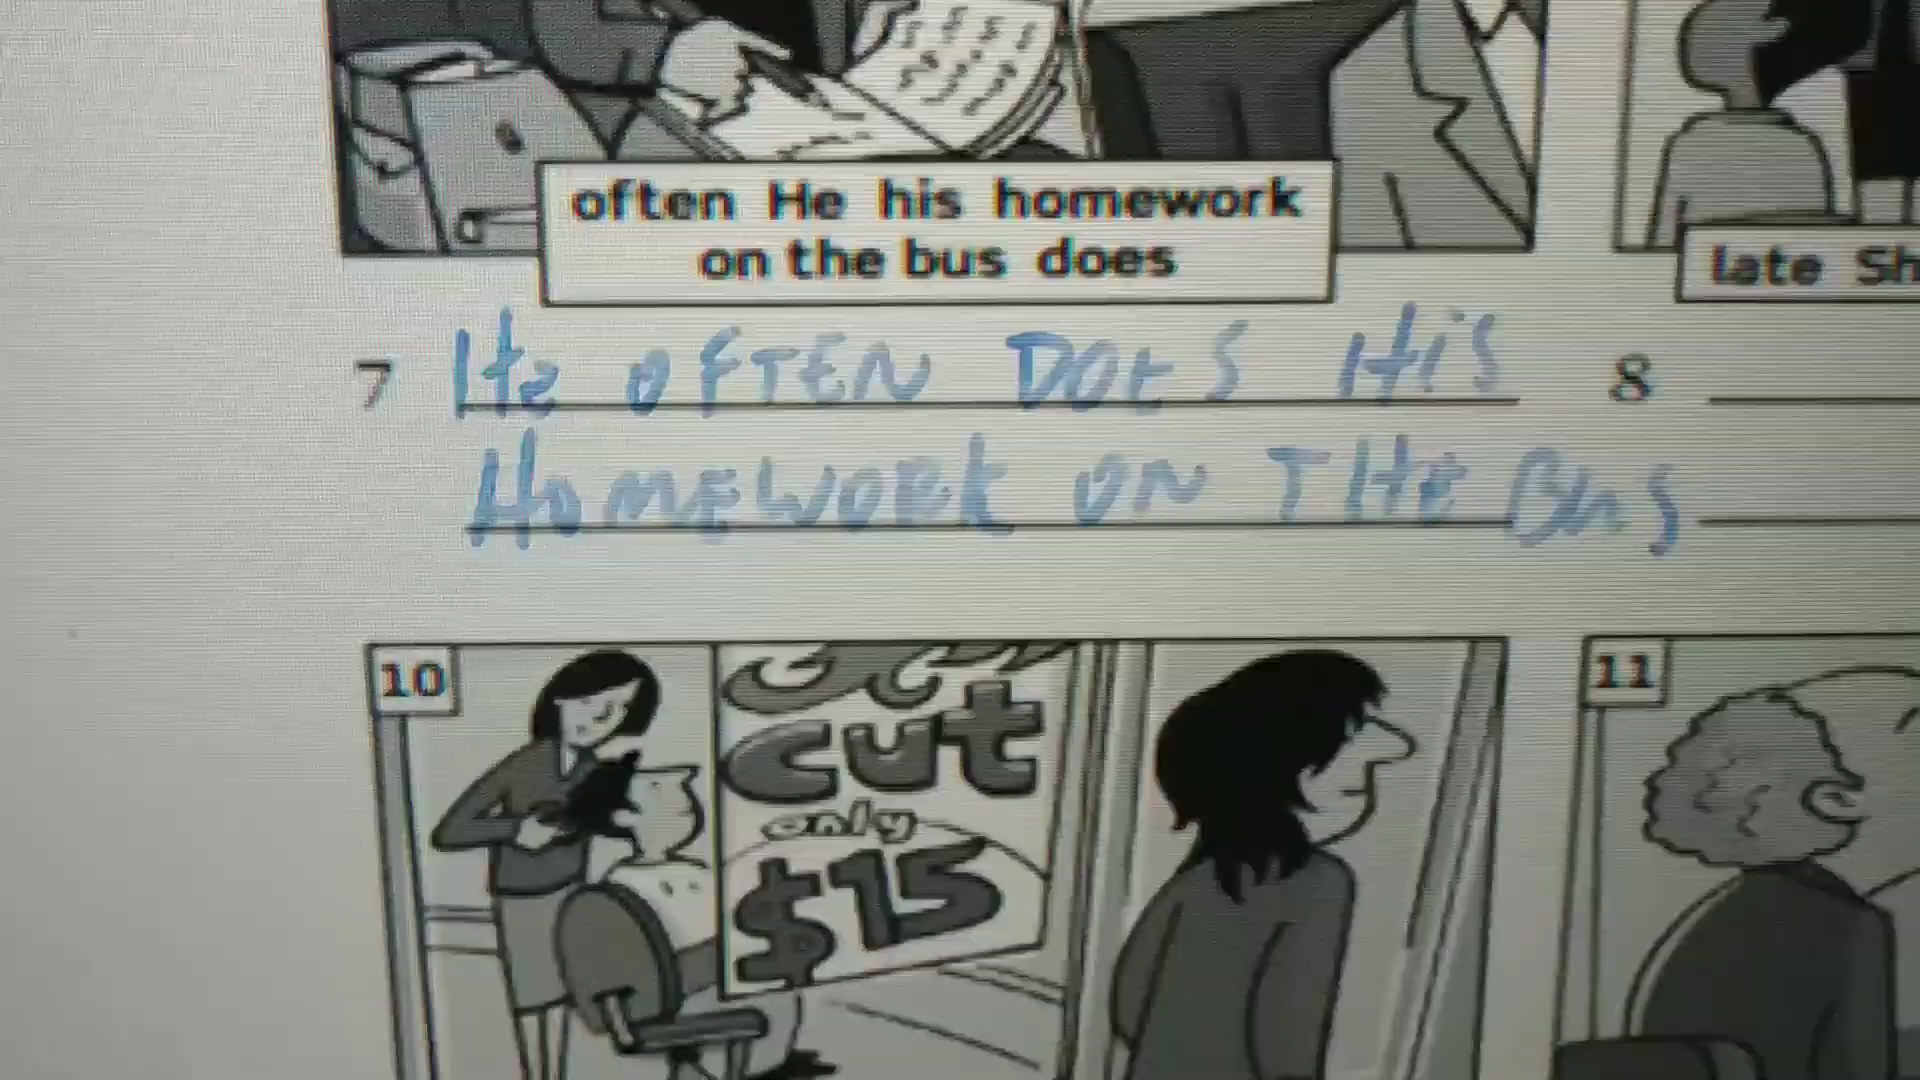 often He his homework
on the bus does
late Sh
7 He OFTEN DOES HiS
HOMEWORK ON THE BUS
8
10
cut
only
$15
11